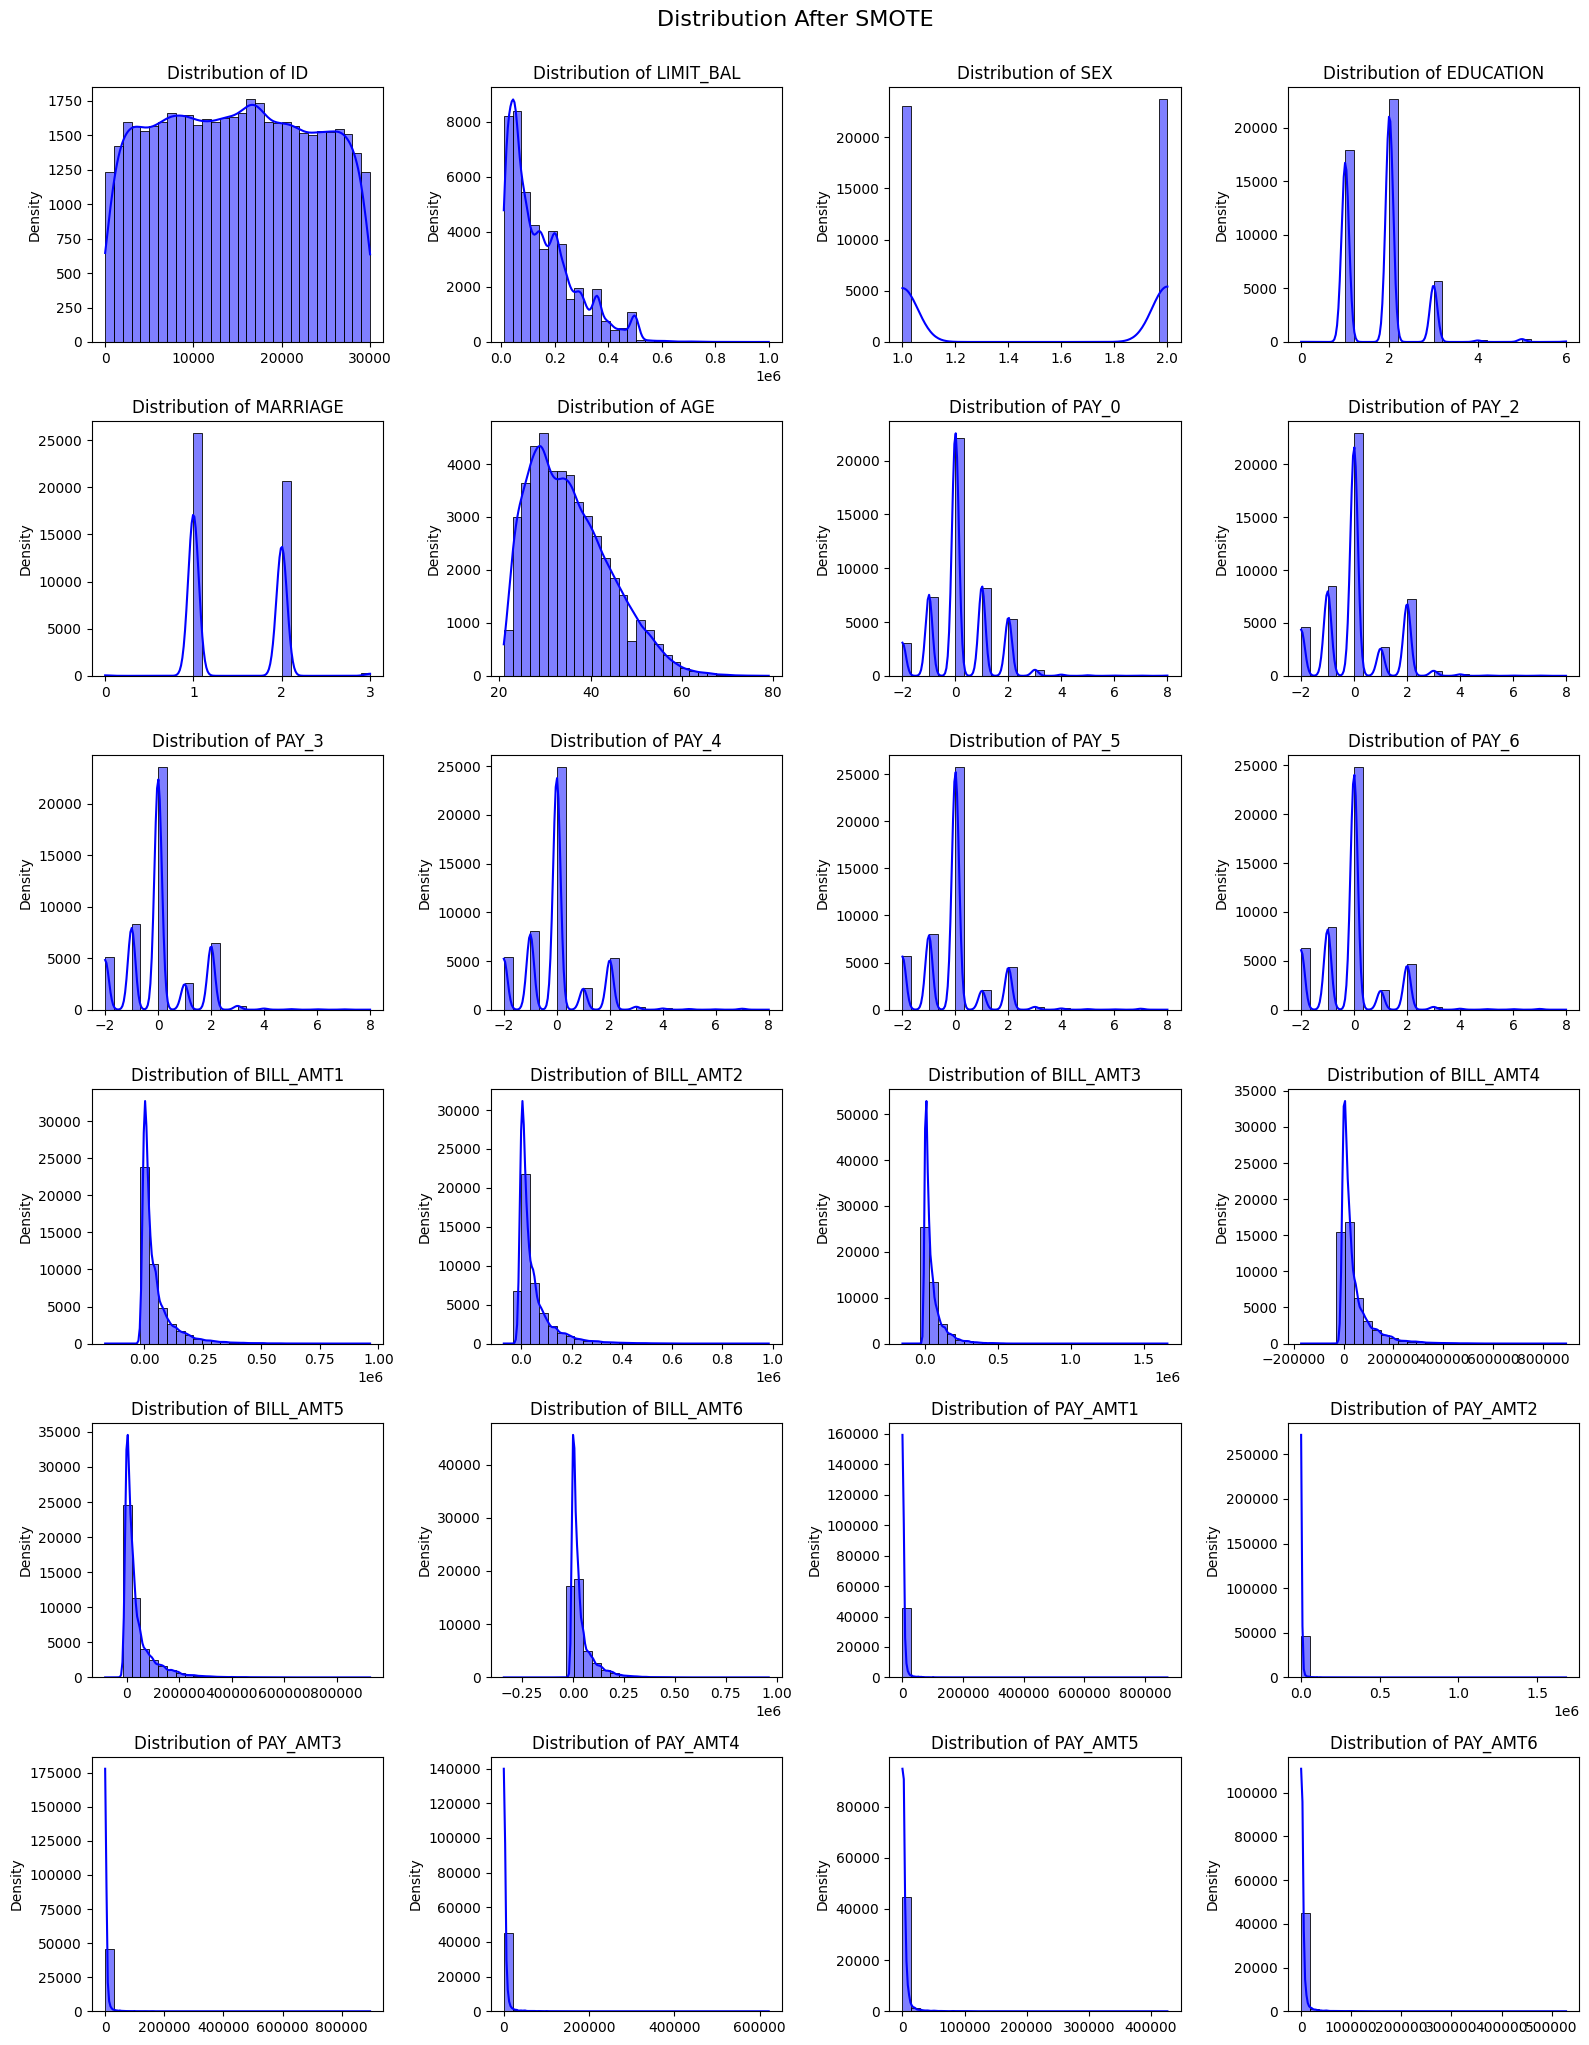 Distribution After SMOTE
Distribution of ID
Density
1750
1500
1250
1000
750
500
250
0
0 10000 20000 30000
Distribution of LIMIT_BAL
Density
8000
6000
4000
2000
0
0.0 0.2 0.4 0.6 0.8 1.0
1e6
Distribution of SEX
Density
20000
15000
10000
5000
0
1.0 1.2 1.4 1.6 1.8 2.0
Distribution of EDUCATION
Density
20000
15000
10000
5000
0
0 2 4 6
Distribution of MARRIAGE
Density
25000
20000
15000
10000
5000
0
0 1 2 3
Distribution of AGE
Density
4000
3000
2000
1000
0
20 40 60 80
Distribution of PAY_0
Density
20000
15000
10000
5000
0
−2 0 2 4 6 8
Distribution of PAY_2
Density
20000
15000
10000
5000
0
−2 0 2 4 6 8
Distribution of PAY_3
Density
20000
15000
10000
5000
0
−2 0 2 4 6 8
Distribution of PAY_4
Density
25000
20000
15000
10000
5000
0
−2 0 2 4 6 8
Distribution of PAY_5
Density
25000
20000
15000
10000
5000
0
−2 0 2 4 6 8
Distribution of PAY_6
Density
25000
20000
15000
10000
5000
0
−2 0 2 4 6 8
Distribution of BILL_AMT1
Density
30000
25000
20000
15000
10000
5000
0
0.00 0.25 0.50 0.75 1.00
1e6
Distribution of BILL_AMT2
Density
30000
25000
20000
15000
10000
5000
0
0.0 0.2 0.4 0.6 0.8 1.0
1e6
Distribution of BILL_AMT3
Density
50000
40000
30000
20000
10000
0
0.0 0.5 1.0 1.5
1e6
Distribution of BILL_AMT4
Density
35000
30000
25000
20000
15000
10000
5000
0
−200000 0 200000 400000 600000 800000
Distribution of BILL_AMT5
Density
35000
30000
25000
20000
15000
10000
5000
0
0 200000 400000 600000 800000
Distribution of BILL_AMT6
Density
40000
30000
20000
10000
0
−0.25 0.00 0.25 0.50 0.75 1.00
1e6
Distribution of PAY_AMT1
Density
160000
140000
120000
100000
80000
60000
40000
20000
0
0 200000 400000 600000 800000
Distribution of PAY_AMT2
Density
250000
200000
150000
100000
50000
0
0.0 0.5 1.0 1.5
1e6
Distribution of PAY_AMT3
Density
175000
150000
125000
100000
75000
50000
25000
0
0 200000 400000 600000 800000
Distribution of PAY_AMT4
Density
140000
120000
100000
80000
60000
40000
20000
0
0 200000 400000 600000
Distribution of PAY_AMT5
Density
80000
60000
40000
20000
0
0 100000 200000 300000 400000
Distribution of PAY_AMT6
Density
100000
80000
60000
40000
20000
0
0 100000 200000 300000 400000 500000